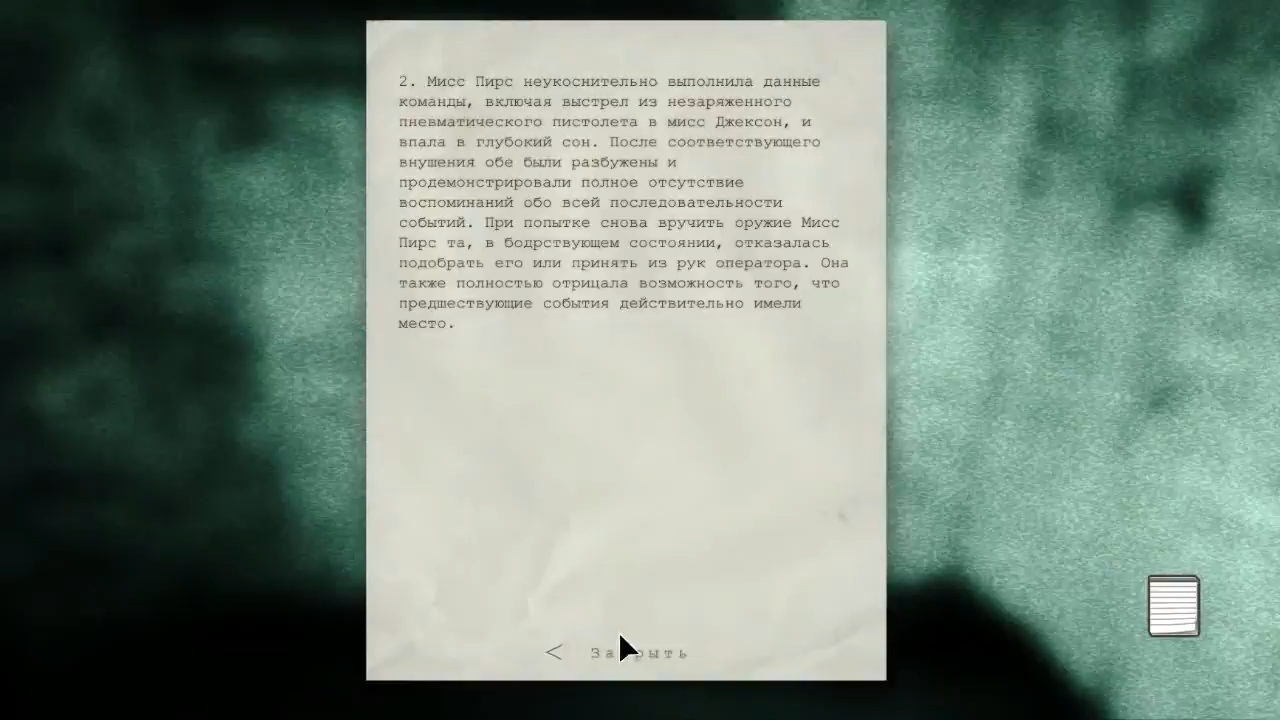 2. Мисс Пирс неукоснительно выполнила данные
команды, включая выстрел из незаряженного
пневматического пистолета в мисс Джексон, и
впала в глубокий сон. После соответствующего
внушения обе были разбужены и
продемонстрировали полное отсутствие
воспоминаний обо всей последовательности
событий. При попытке снова вручить оружие Мисс
Пирс та, в бодрствующем состоянии, отказалась
подобрать его или принять из рук оператора. Она
также полностью отрицала возможность того, что
предшествующие события действительно имели
место.
< Закрыть